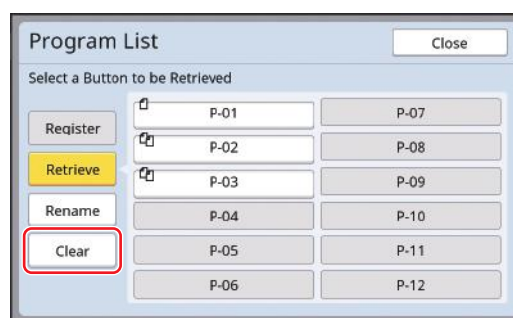 Program List
Close
Select a Button to be Retrieved
Register
Retrieve
Rename
Clear
P-01
P-02
P-03
P-04
P-05
P-06
P-07
P-08
P-09
P-10
P-11
P-12